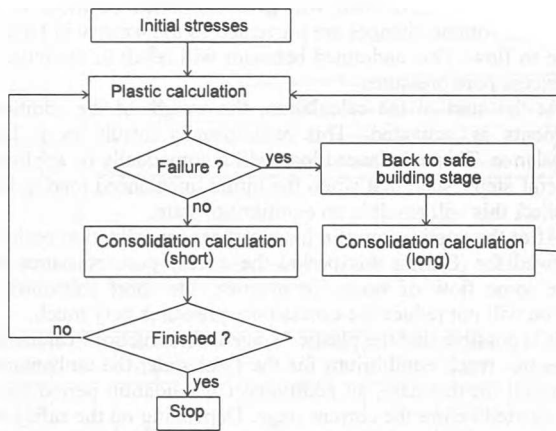 Initial stresses
Plastic calculation
Failure ?
yes
Back to safe
building stage
no
Consolidation calculation
(short)
Consolidation calculation
(long)
no
Finished ?
yes
Stop